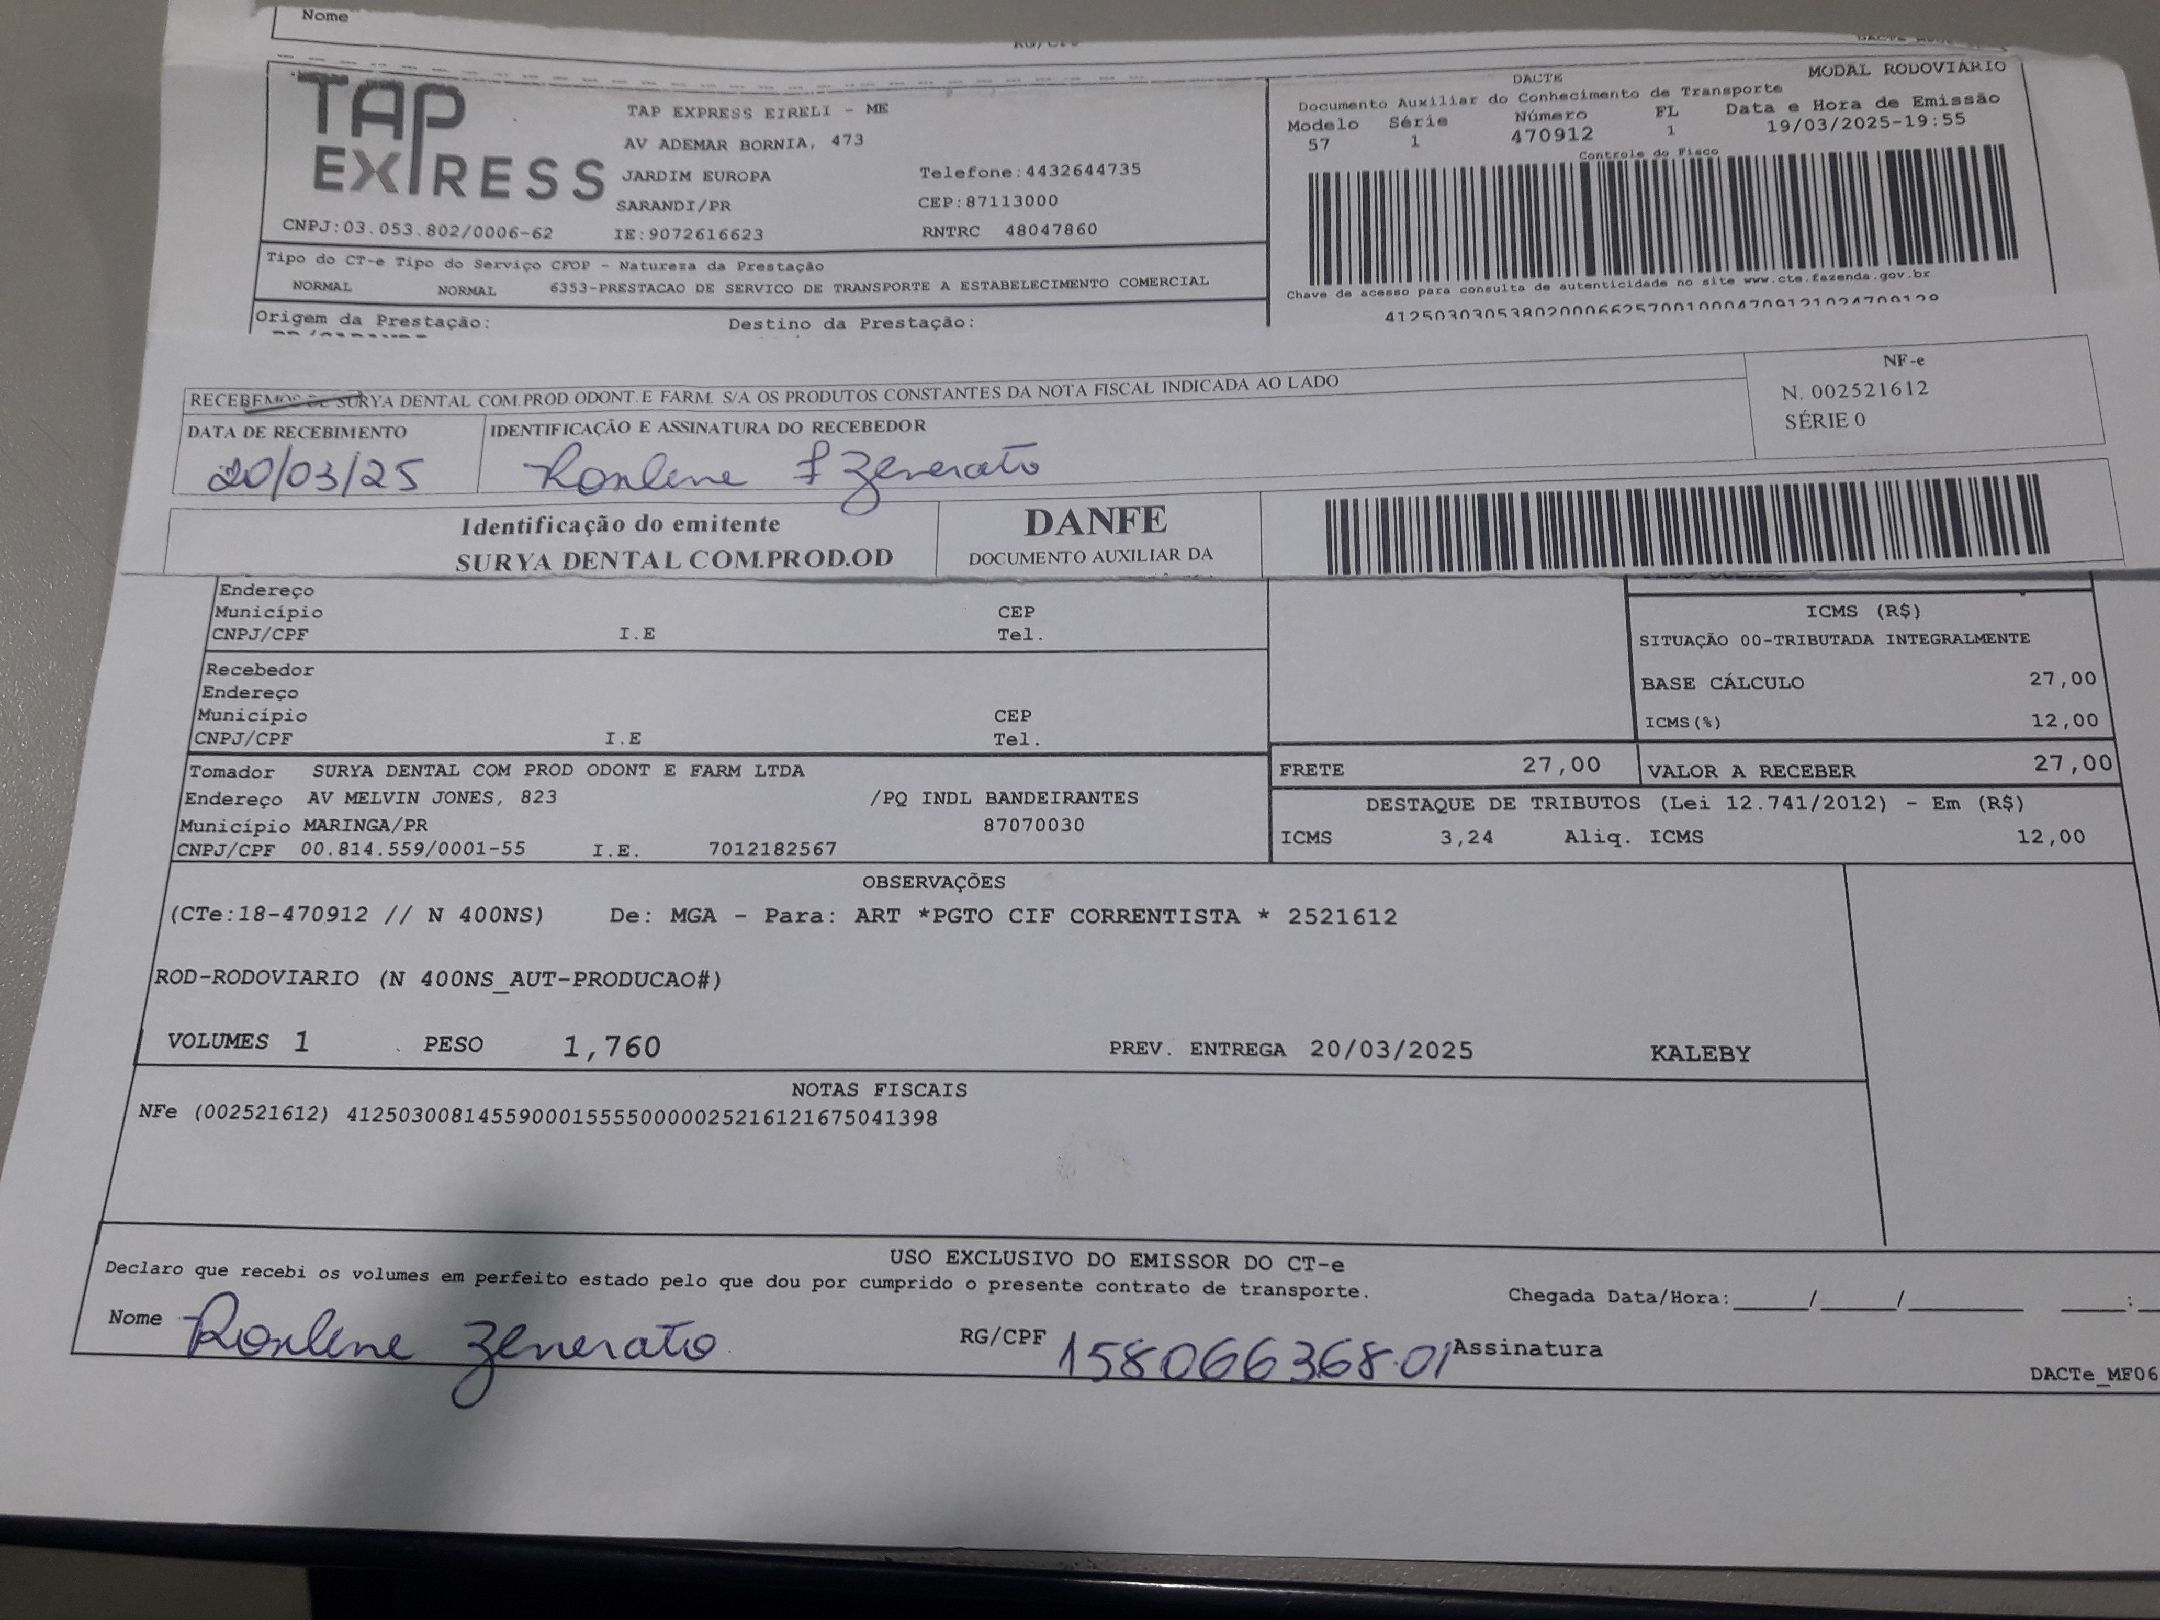 Nome
TAP EXPRESS
TAP EXPRESS EIRELI - ME
AV ADEMAR BORNIA, 473
JARDIM EUROPA Telefone:4432644735
SARANDI/PR CEP:87113000
CNPJ:03.053.802/0006-62 IE:9072616623 RNTRC 48047860
DACTE MODAL RODOVIÁRIO
Documento Auxiliar do Conhecimento de Transporte
Modelo Série Número FL Data e Hora de Emissão
57 1 470912 1 19/03/2025-19:55
Controle do Fisco
Chave de acesso para consulta de autenticidade no site www.cte.fazenda.gov.br
Tipo do CT-e Tipo do Serviço CFOP - Natureza da Prestação
NORMAL NORMAL 6353-PRESTACAO DE SERVICO DE TRANSPORTE A ESTABELECIMENTO COMERCIAL
Origem da Prestação: Destino da Prestação:
RECEBEMOS DE SURYA DENTAL COM.PROD.ODONT.E FARM. S/A OS PRODUTOS CONSTANTES DA NOTA FISCAL INDICADA AO LADO
NF-e
N. 002521612
SÉRIE 0
DATA DE RECEBIMENTO IDENTIFICAÇÃO E ASSINATURA DO RECEBEDOR
20/03/25 Zenerato
Identificação do emitente DANFE
SURYA DENTAL COM.PROD.OD DOCUMENTO AUXILIAR DA
Endereço
Município CEP
CNPJ/CPF I.E Tel.
Recebedor
Endereço
Município CEP
CNPJ/CPF I.E Tel.
ICMS (R$)
SITUAÇÃO 00-TRIBUTADA INTEGRALMENTE
BASE CÁLCULO 27,00
ICMS(%) 12,00
Tomador SURYA DENTAL COM PROD ODONT E FARM LTDA
Endereço AV MELVIN JONES, 823 /PQ INDL BANDEIRANTES
Município MARINGA/PR 87070030
CNPJ/CPF 00.814.559/0001-55 I.E. 7012182567
FRETE 27,00 VALOR A RECEBER 27,00
DESTAQUE DE TRIBUTOS (Lei 12.741/2012) - Em (R$)
ICMS 3,24 Aliq. ICMS 12,00
OBSERVAÇÕES
(CTe:18-470912 // N 400NS) De: MGA - Para: ART *PGTO CIF CORRENTISTA * 2521612
ROD-RODOVIARIO (N 400NS_AUT-PRODUCAO#)
VOLUMES 1 PESO 1,760 PREV. ENTREGA 20/03/2025 KALEBY
NOTAS FISCAIS
NFe (002521612) 41250300814559000155550000025216121675041398
USO EXCLUSIVO DO EMISSOR DO CT-e
Declaro que recebi os volumes em perfeito estado pelo que dou por cumprido o presente contrato de transporte.
Chegada Data/Hora:_____/_____/________ ____:
Nome Zenerato RG/CPF 158066368-01 Assinatura
DACTe_MF06